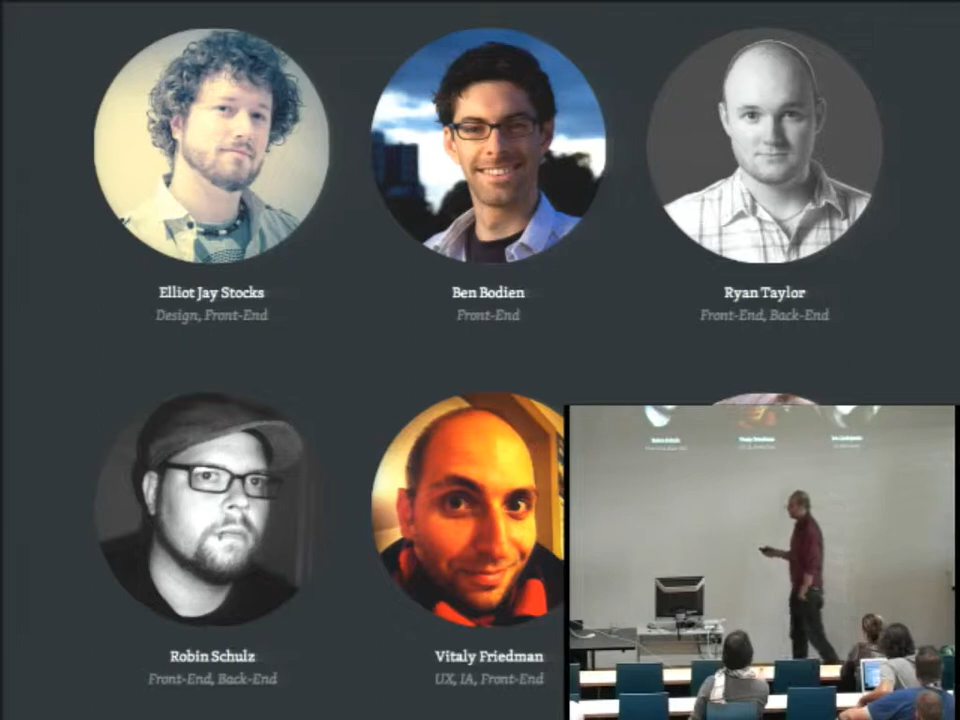 Elliot Jay Stocks
Design, Front-End
Ben Bodien
Front-End
Ryan Taylor
Front-End, Back-End
Robin Schulz
Front-End, Back-End
Vitaly Friedman
UX, IA, Front-End